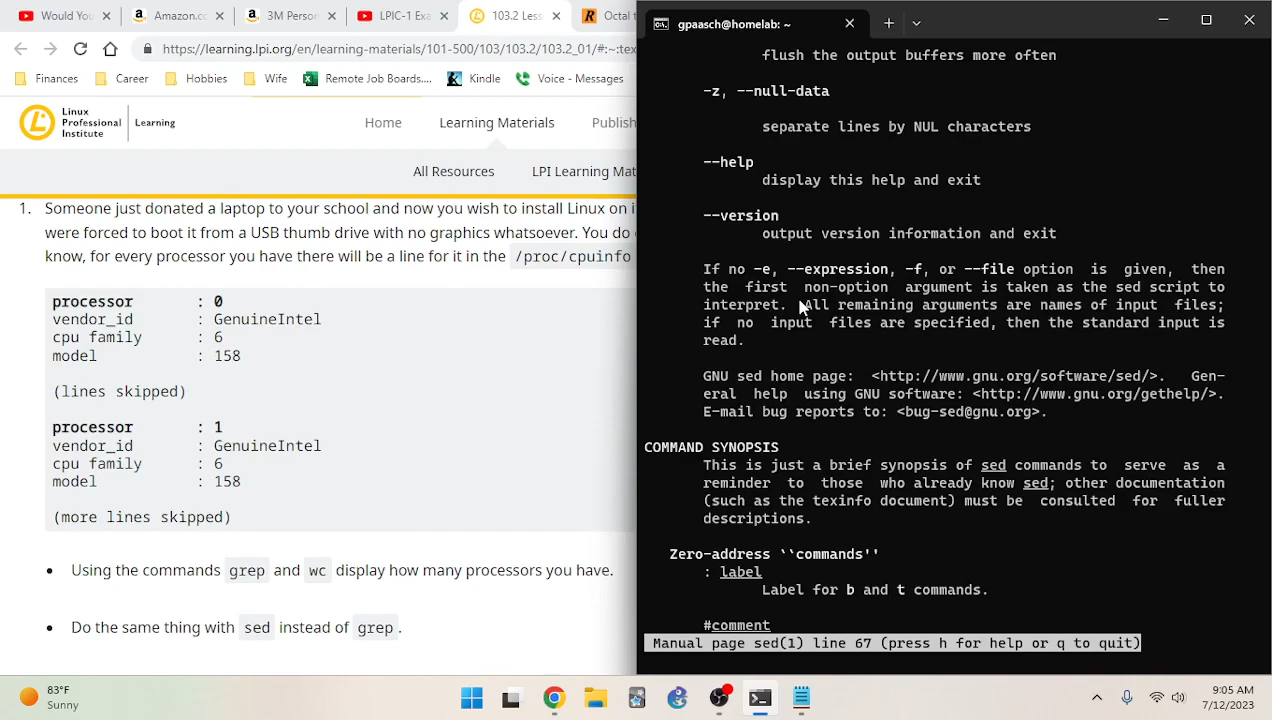 Would You
Amazon.cc
3M Person
LPIC-1 Exa
103.2 Less
Octal to
https://learning.lpi.org/en/learning-materials/101-500/103/103.2/103.2_01/#:~:tex
Finances
Career
Hobbies
Wife
Remote Job Boards....
Kindle
Voice - Messages
Linux
Professional
Institute
Learning
Home
Learning Materials
Publish
All Resources
LPI Learning Mat
1. Someone just donated a laptop to your school and now you wish to install Linux on i
were forced to boot it from a USB thumb drive with no graphics whatsoever. You do
know, for every processor you have there will be a line for it in the /proc/cpuinfo
processor : 0
vendor_id : GenuineIntel
cpu family : 6
model : 158
(lines skipped)
processor : 1
vendor_id : GenuineIntel
cpu family : 6
model : 158
(more lines skipped)
• Using the commands grep and wc display how many processors you have.
• Do the same thing with sed instead of grep.
gpaasch@homelab: ~
flush the output buffers more often
-z, --null-data
separate lines by NUL characters
--help
display this help and exit
--version
output version information and exit
If no -e, --expression, -f, or --file option is given, then
the first non-option argument is taken as the sed script to
interpret. All remaining arguments are names of input files;
if no input files are specified, then the standard input is
read.
GNU sed home page: <http://www.gnu.org/software/sed/>. Gen-
eral help using GNU software: <http://www.gnu.org/gethelp/>.
E-mail bug reports to: <bug-sed@gnu.org>.
COMMAND SYNOPSIS
This is just a brief synopsis of sed commands to serve as a
reminder to those who already know sed; other documentation
(such as the texinfo document) must be consulted for fuller
descriptions.
Zero-address ``commands''
: label
Label for b and t commands.
#comment
Manual page sed(1) line 67 (press h for help or q to quit)
83°F
Sunny
9:05 AM
7/12/2023